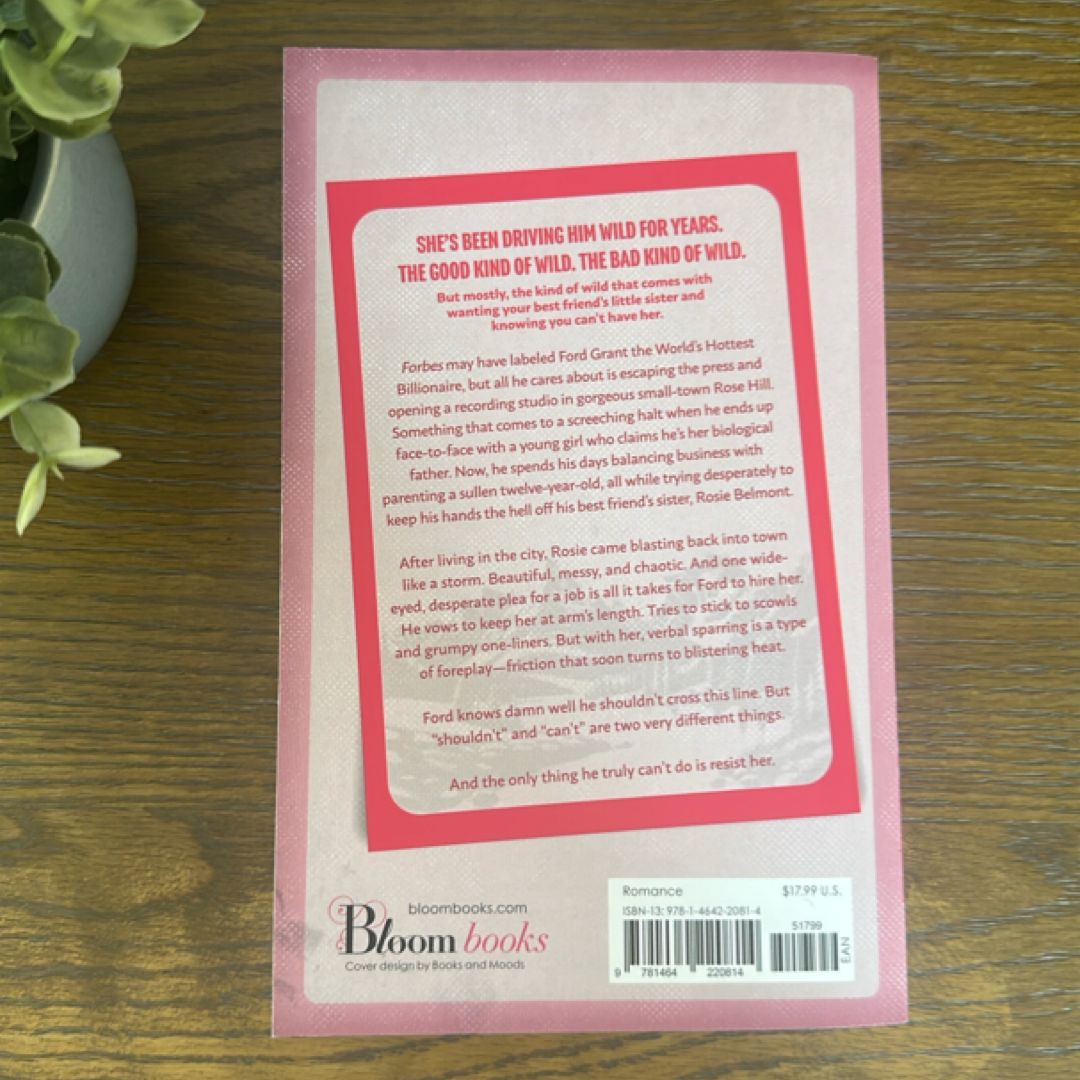 SHE'S BEEN DRIVING HIM WILD FOR YEARS.
THE GOOD KIND OF WILD. THE BAD KIND OF WILD.
But mostly, the kind of wild that comes with
wanting your best friend's little sister and
knowing you can't have her.
Forbes may have labeled Ford Grant the World's Hottest
Billionaire, but all he cares about is escaping the press and
opening a recording studio in gorgeous small-town Rose Hill.
Something that comes to a screeching halt when he ends up
face-to-face with a young girl who claims he's her biological
father. Now, he spends his days balancing business with
parenting a sullen twelve-year-old, all while trying desperately to
keep his hands the hell off his best friend's sister, Rosie Belmont.
After living in the city, Rosie came blasting back into town
like a storm. Beautiful, messy, and chaotic. And one wide-
eyed, desperate plea for a job is all it takes for Ford to hire her.
He vows to keep her at arm's length. Tries to stick to scowls
and grumpy one-liners. But with her, verbal sparring is a type
of foreplay—friction that soon turns to blistering heat.
Ford knows damn well he shouldn't cross this line. But
"shouldn't" and "can't" are two very different things.
And the only thing he truly can't do is resist her.
bloombooks.com
Bloom books
Cover design by Books and Moods
Romance $17.99 U.S.
ISBN-13: 978-1-4642-2081-4
51799
EAN
9 781464 220814